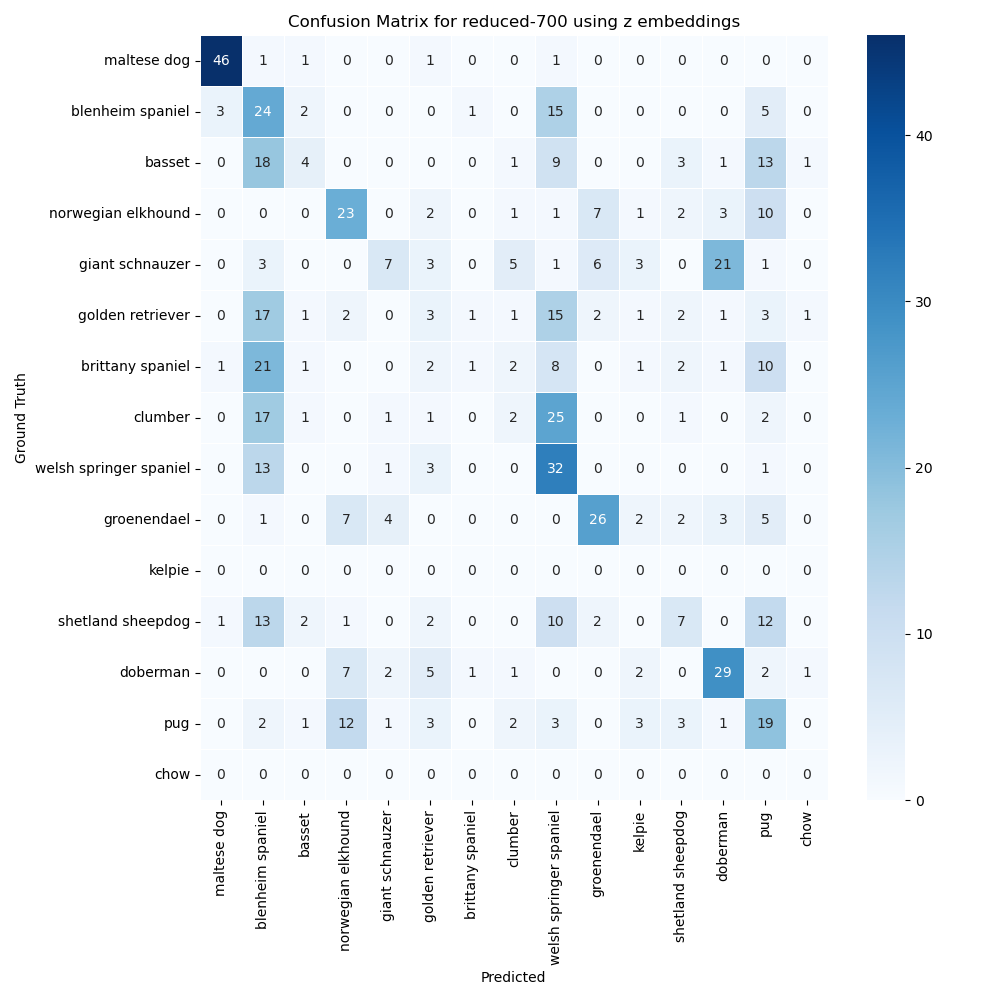 Confusion Matrix for reduced-700 using z embeddings
maltese dog 46 1 1 0 0 1 0 0 1 0 0 0 0 0 0
blenheim spaniel 3 24 2 0 0 0 1 0 15 0 0 0 0 5 0
basset 0 18 4 0 0 0 0 1 9 0 0 3 1 13 1
norwegian elkhound 0 0 0 23 0 2 0 1 1 7 1 2 3 10 0
giant schnauzer 0 3 0 0 7 3 0 5 1 6 3 0 21 1 0
golden retriever 0 17 1 2 0 3 1 1 15 2 1 2 1 3 1
brittany spaniel 1 21 1 0 0 2 1 2 8 0 1 2 1 10 0
clumber 0 17 1 0 1 1 0 2 25 0 0 1 0 2 0
welsh springer spaniel 0 13 0 0 1 3 0 0 32 0 0 0 0 1 0
groenendael 0 1 0 7 4 0 0 0 0 26 2 2 3 5 0
kelpie 0 0 0 0 0 0 0 0 0 0 0 0 0 0 0
shetland sheepdog 1 13 2 1 0 2 0 0 10 2 0 7 0 12 0
doberman 0 0 0 7 2 5 1 1 0 0 2 0 29 2 1
pug 0 2 1 12 1 3 0 2 3 0 3 3 1 19 0
chow 0 0 0 0 0 0 0 0 0 0 0 0 0 0 0
Ground Truth
maltese dog
blenheim spaniel
basset
norwegian elkhound
giant schnauzer
golden retriever
brittany spaniel
clumber
welsh springer spaniel
groenendael
kelpie
shetland sheepdog
doberman
pug
chow
Predicted
40
30
20
10
0